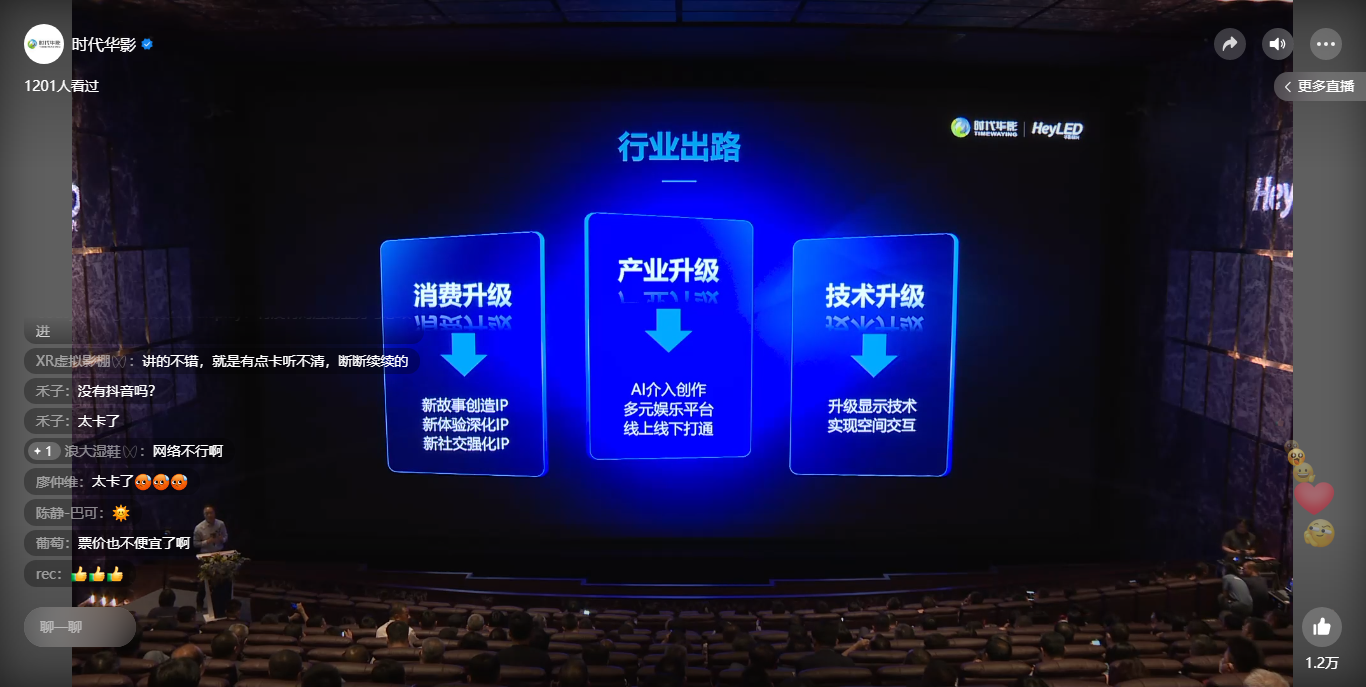 时代华影
1201人看过
更多直播
时代华影
TIMEWAYING
HeyLED
行业出路
Hey
消费升级
新故事创造IP
新体验深化IP
新社交强化IP
产业升级
AI介入创作
多元娱乐平台
线上线下打通
技术升级
升级显示技术
实现空间交互
进
XR虚拟影棚：讲的不错，就是有点卡听不清，断断续续的
禾子：没有抖音吗？
禾子：太卡了
+1 浪大湿鞋：网络不行啊
廖仲维：太卡了
陈静-巴可：
葡萄：票价也不便宜了啊
rec：
聊一聊
1.2万